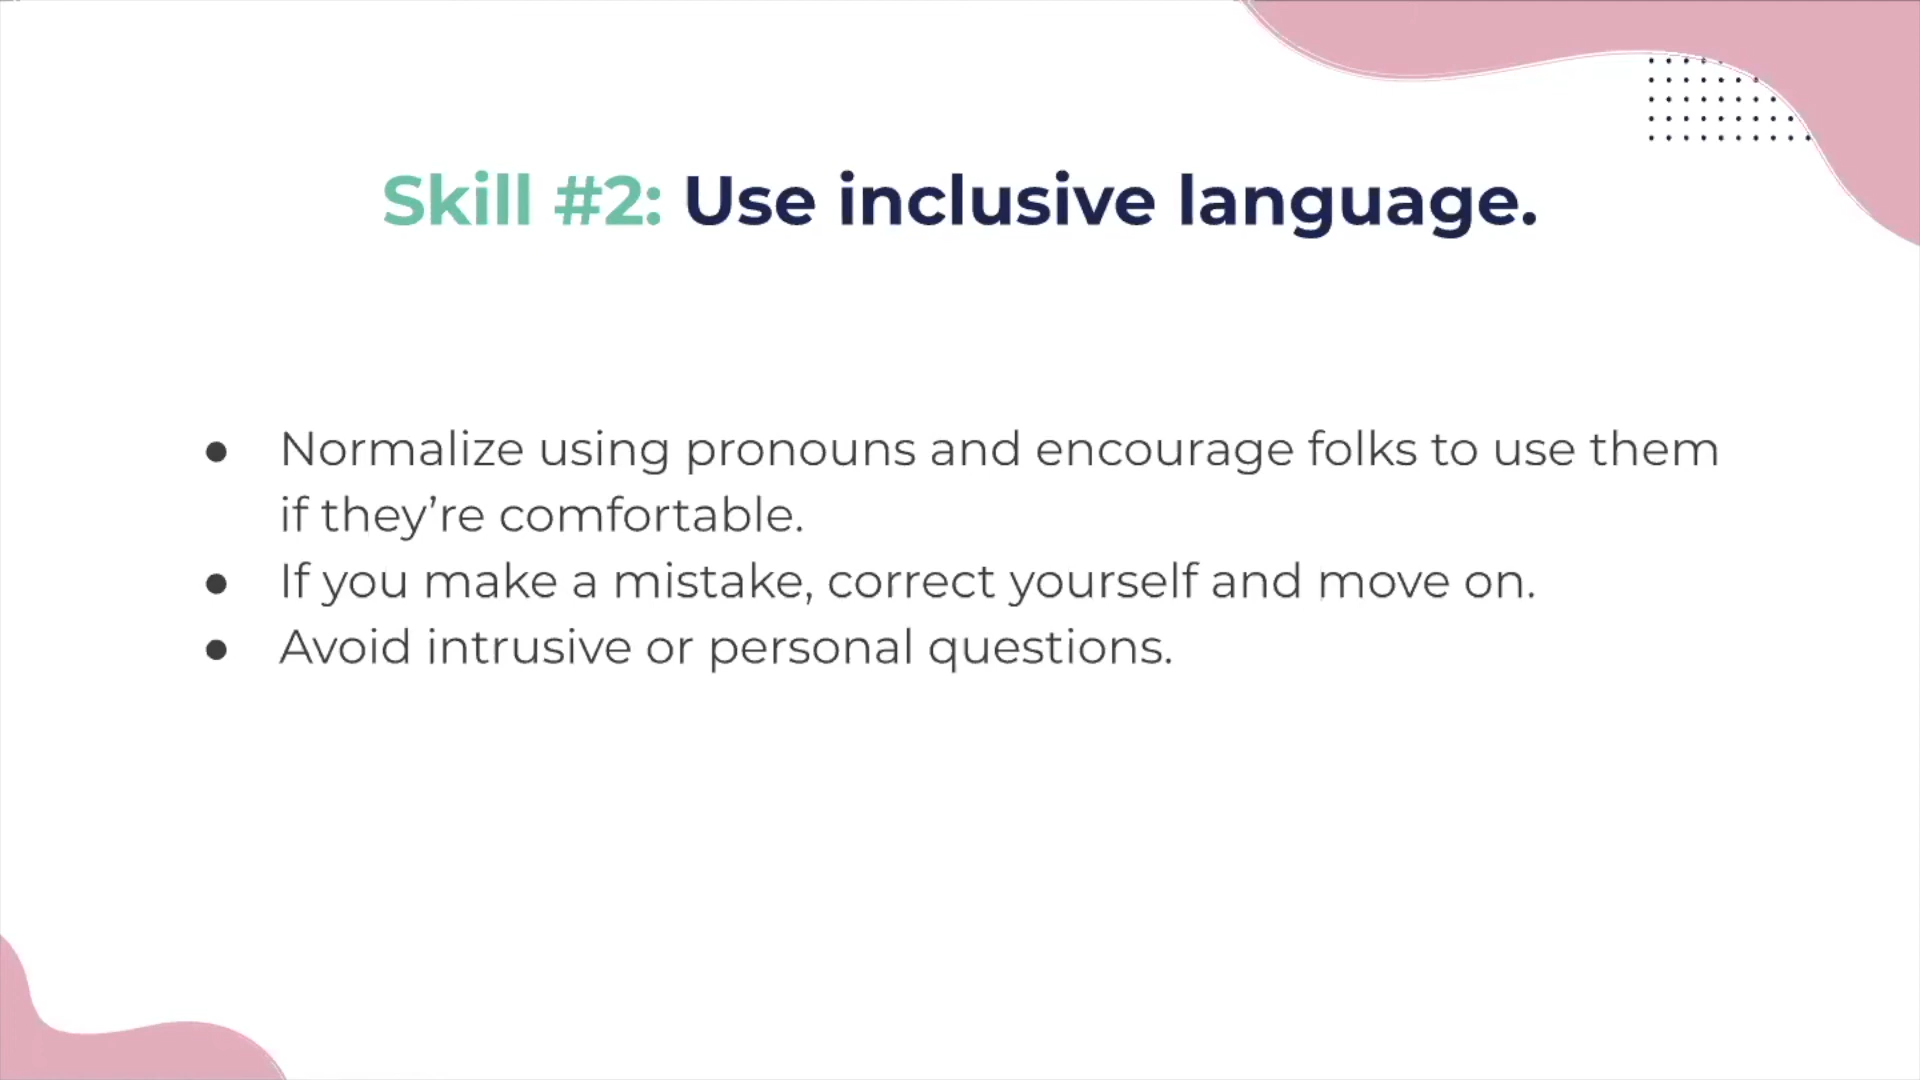 Skill #2: Use inclusive language.
● Normalize using pronouns and encourage folks to use them
if they’re comfortable.
● If you make a mistake, correct yourself and move on.
● Avoid intrusive or personal questions.